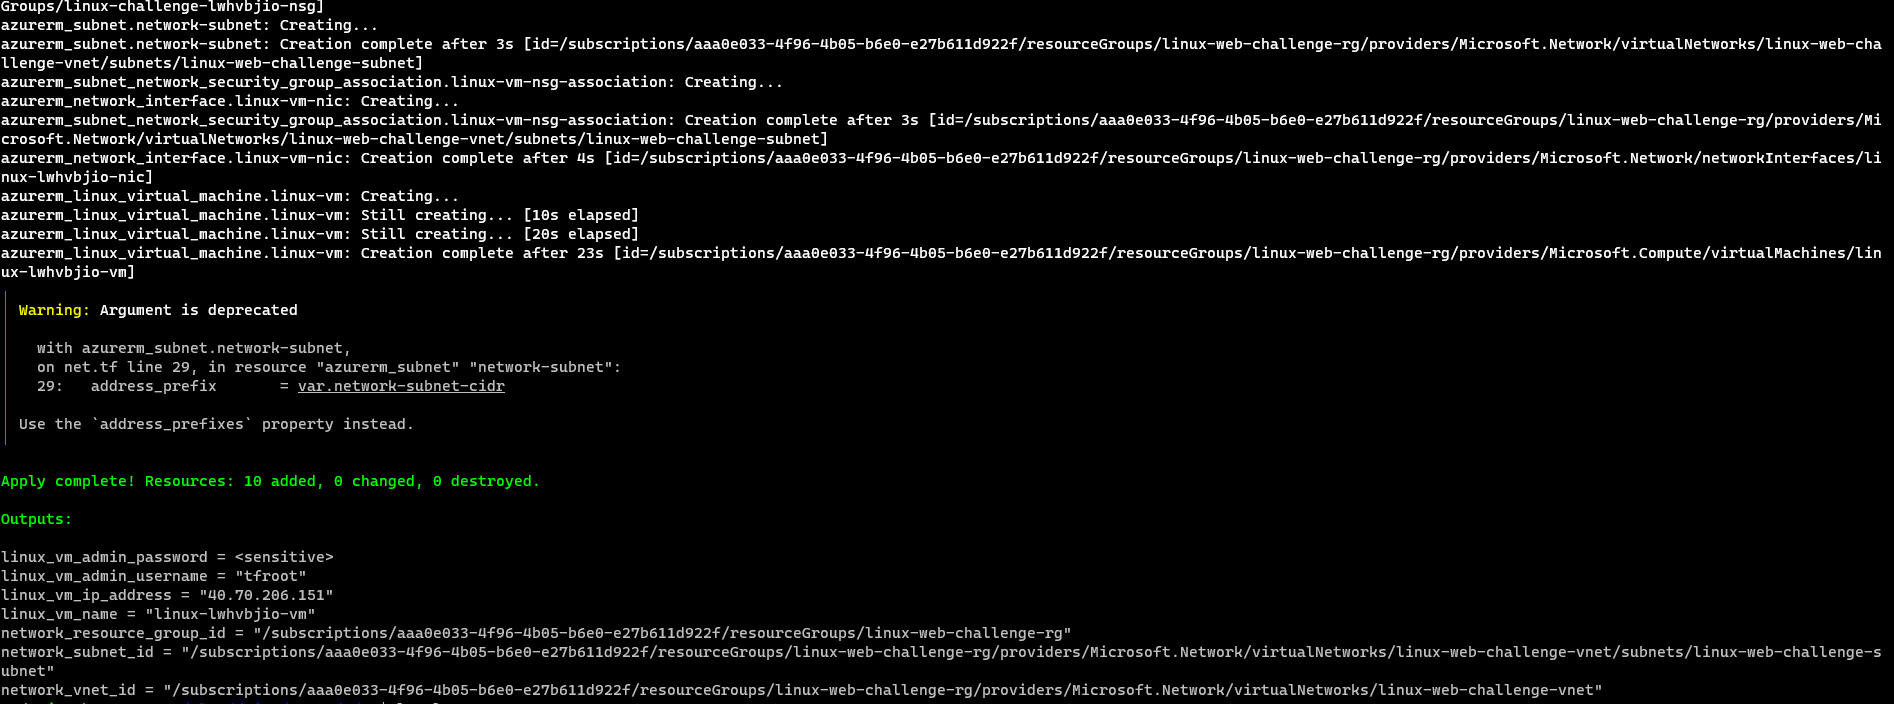 Groups/linux-challenge-lwhvbjio-nsg]
azurerm_subnet.network-subnet: Creating...
azurerm_subnet.network-subnet: Creation complete after 3s [id=/subscriptions/aaa0e033-4f96-4b05-b6e0-e27b611d922f/resourceGroups/linux-web-challenge-rg/providers/Microsoft.Network/virtualNetworks/linux-web-cha
llenge-vnet/subnets/linux-web-challenge-subnet]
azurerm_subnet_network_security_group_association.linux-vm-nsg-association: Creating...
azurerm_network_interface.linux-vm-nic: Creating...
azurerm_subnet_network_security_group_association.linux-vm-nsg-association: Creation complete after 3s [id=/subscriptions/aaa0e033-4f96-4b05-b6e0-e27b611d922f/resourceGroups/linux-web-challenge-rg/providers/Mi
crosoft.Network/virtualNetworks/linux-web-challenge-vnet/subnets/linux-web-challenge-subnet]
azurerm_network_interface.linux-vm-nic: Creation complete after 4s [id=/subscriptions/aaa0e033-4f96-4b05-b6e0-e27b611d922f/resourceGroups/linux-web-challenge-rg/providers/Microsoft.Network/networkInterfaces/li
nux-lwhvbjio-nic]
azurerm_linux_virtual_machine.linux-vm: Creating...
azurerm_linux_virtual_machine.linux-vm: Still creating... [10s elapsed]
azurerm_linux_virtual_machine.linux-vm: Still creating... [20s elapsed]
azurerm_linux_virtual_machine.linux-vm: Creation complete after 23s [id=/subscriptions/aaa0e033-4f96-4b05-b6e0-e27b611d922f/resourceGroups/linux-web-challenge-rg/providers/Microsoft.Compute/virtualMachines/lin
ux-lwhvbjio-vm]
Warning: Argument is deprecated
with azurerm_subnet.network-subnet,
on net.tf line 29, in resource "azurerm_subnet" "network-subnet":
29:   address_prefix       = var.network-subnet-cidr
Use the `address_prefixes` property instead.
Apply complete! Resources: 10 added, 0 changed, 0 destroyed.
Outputs:
linux_vm_admin_password = <sensitive>
linux_vm_admin_username = "tfroot"
linux_vm_ip_address = "40.70.206.151"
linux_vm_name = "linux-lwhvbjio-vm"
network_resource_group_id = "/subscriptions/aaa0e033-4f96-4b05-b6e0-e27b611d922f/resourceGroups/linux-web-challenge-rg"
network_subnet_id = "/subscriptions/aaa0e033-4f96-4b05-b6e0-e27b611d922f/resourceGroups/linux-web-challenge-rg/providers/Microsoft.Network/virtualNetworks/linux-web-challenge-vnet/subnets/linux-web-challenge-s
ubnet"
network_vnet_id = "/subscriptions/aaa0e033-4f96-4b05-b6e0-e27b611d922f/resourceGroups/linux-web-challenge-rg/providers/Microsoft.Network/virtualNetworks/linux-web-challenge-vnet"